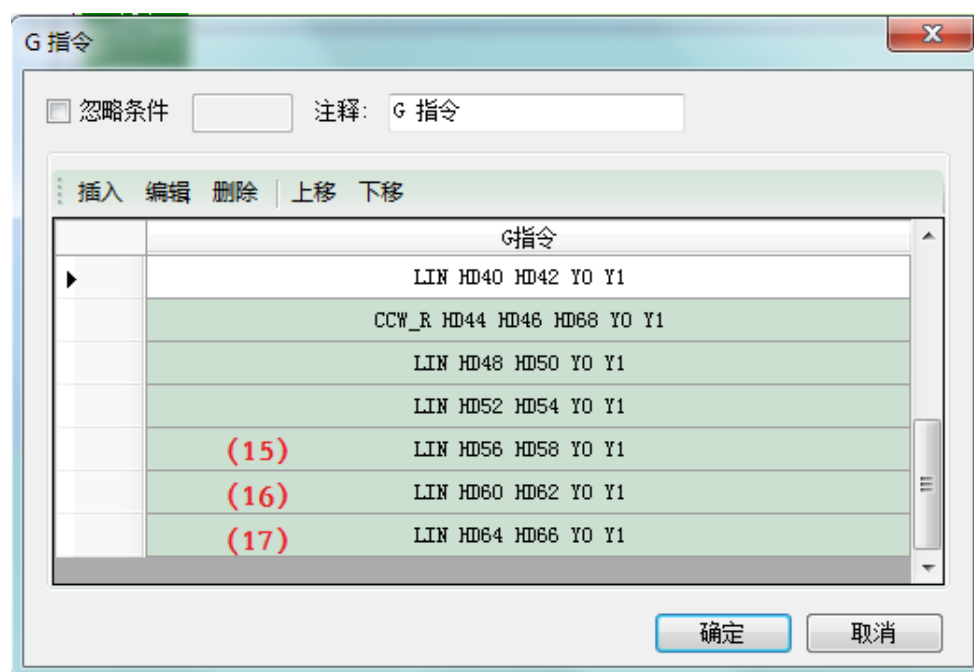 G 指令
忽略条件 注释: G 指令
插入 编辑 删除 上移 下移
G指令
LIN HD40 HD42 Y0 Y1
CCW_R HD44 HD46 HD68 Y0 Y1
LIN HD48 HD50 Y0 Y1
LIN HD52 HD54 Y0 Y1
(15) LIN HD56 HD58 Y0 Y1
(16) LIN HD60 HD62 Y0 Y1
(17) LIN HD64 HD66 Y0 Y1
确定 取消